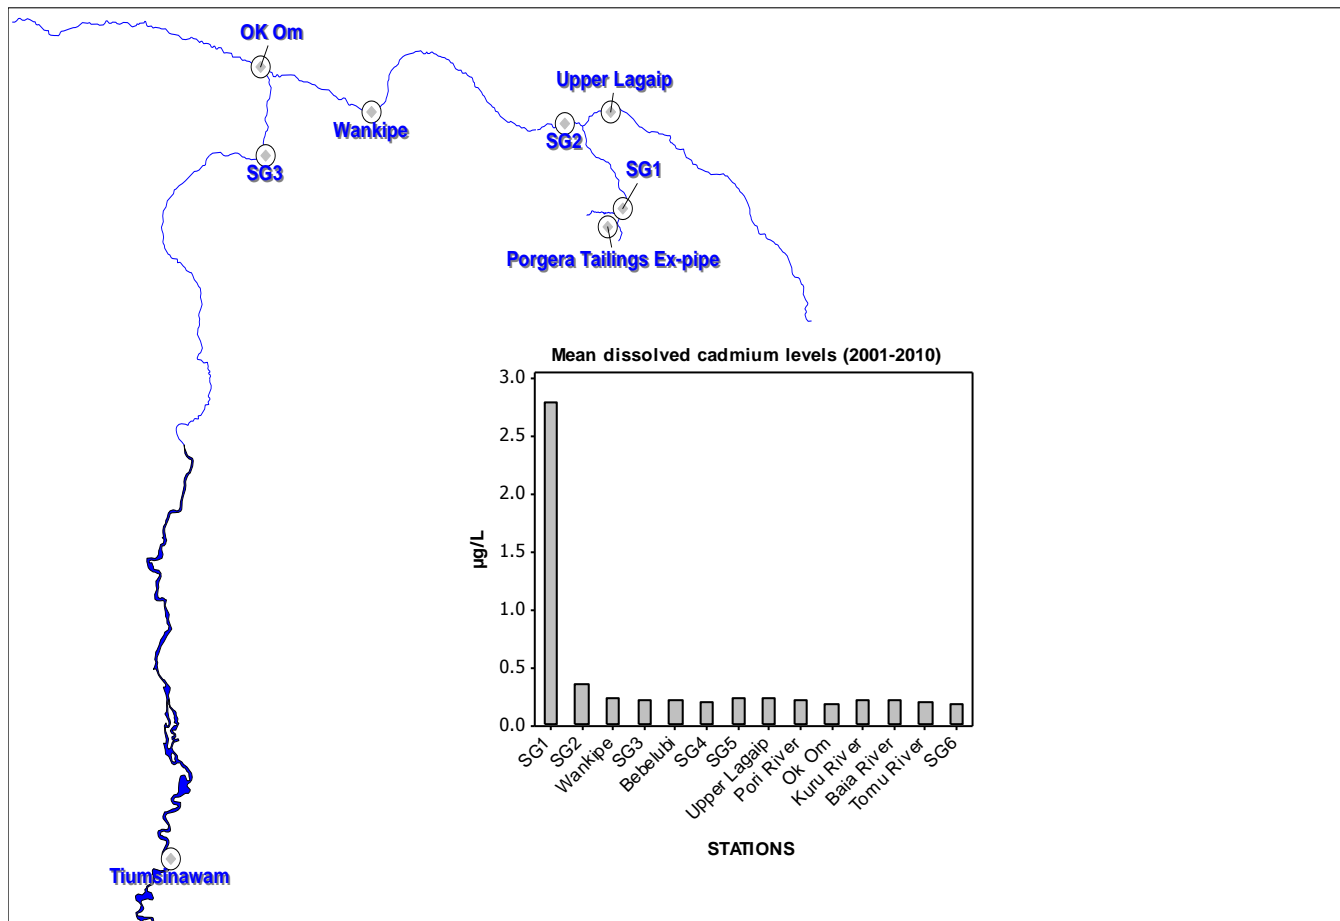 OK Om
Upper Lagaip
Wankipe
SG2
SG3
SG1
Porgera Tailings Ex-pipe
Mean dissolved cadmium levels (2001-2010)
3.0
2.5
2.0
1.5
1.0
0.5
0.0
µg/L
SG1
SG2
Wankipe
SG3
Bebelubi
SG4
SG5
Upper Lagaip
Pori River
Ok Om
Kuru River
Baia River
Tomu River
SG6
STATIONS
Tiumsinawam